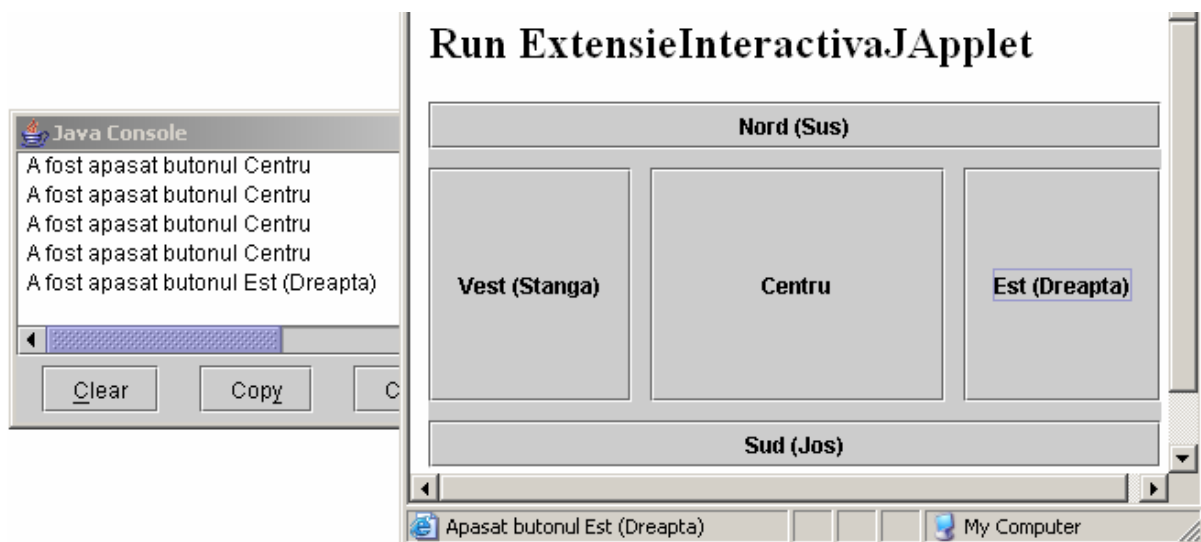 Run ExtensieInteractivaJApplet
Java Console
A fost apasat butonul Centru
A fost apasat butonul Centru
A fost apasat butonul Centru
A fost apasat butonul Centru
A fost apasat butonul Est (Dreapta)
Clear
Copy
C
Nord (Sus)
Vest (Stanga)
Centru
Est (Dreapta)
Sud (Jos)
Apasat butonul Est (Dreapta)
My Computer